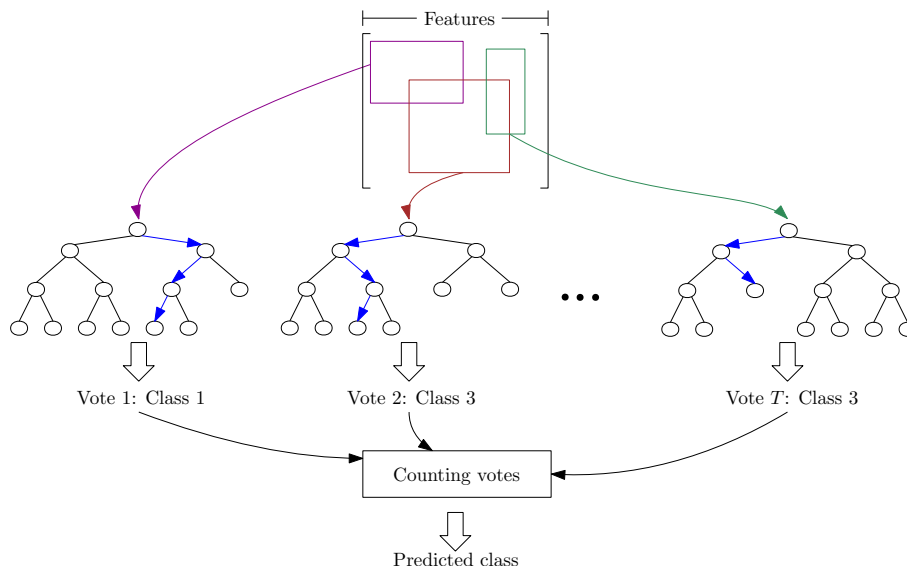 Features
Vote 1: Class 1
Vote 2: Class 3
Vote T: Class 3
Counting votes
Predicted class